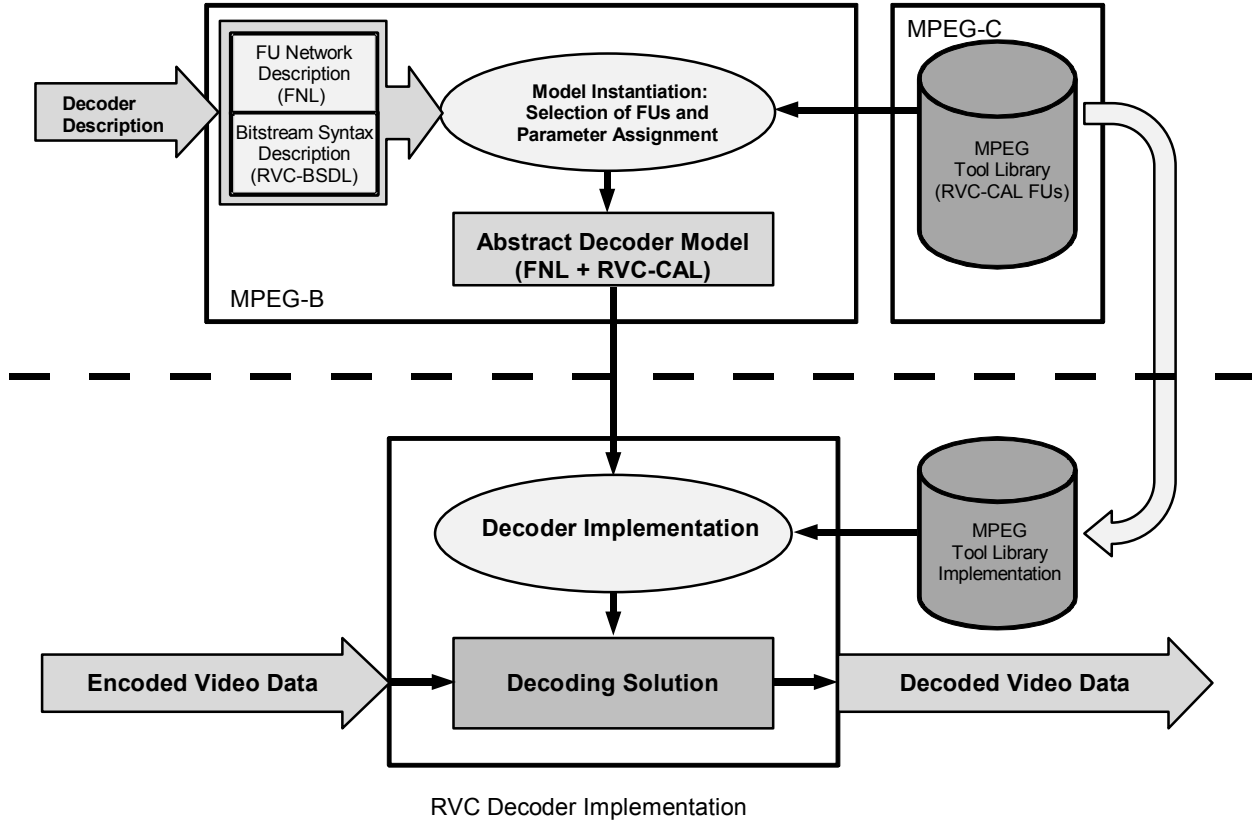 MPEG-C
FU Network
Description
(FNL)
Bitstream Syntax
Description
(RVC-BSDL)
Decoder
Description
Model Instantiation:
Selection of FUs and
Parameter Assignment
MPEG
Tool Library
(RVC-CAL FUs)
Abstract Decoder Model
(FNL + RVC-CAL)
MPEG-B
Decoder Implementation
MPEG
Tool Library
Implementation
Encoded Video Data
Decoding Solution
Decoded Video Data
RVC Decoder Implementation